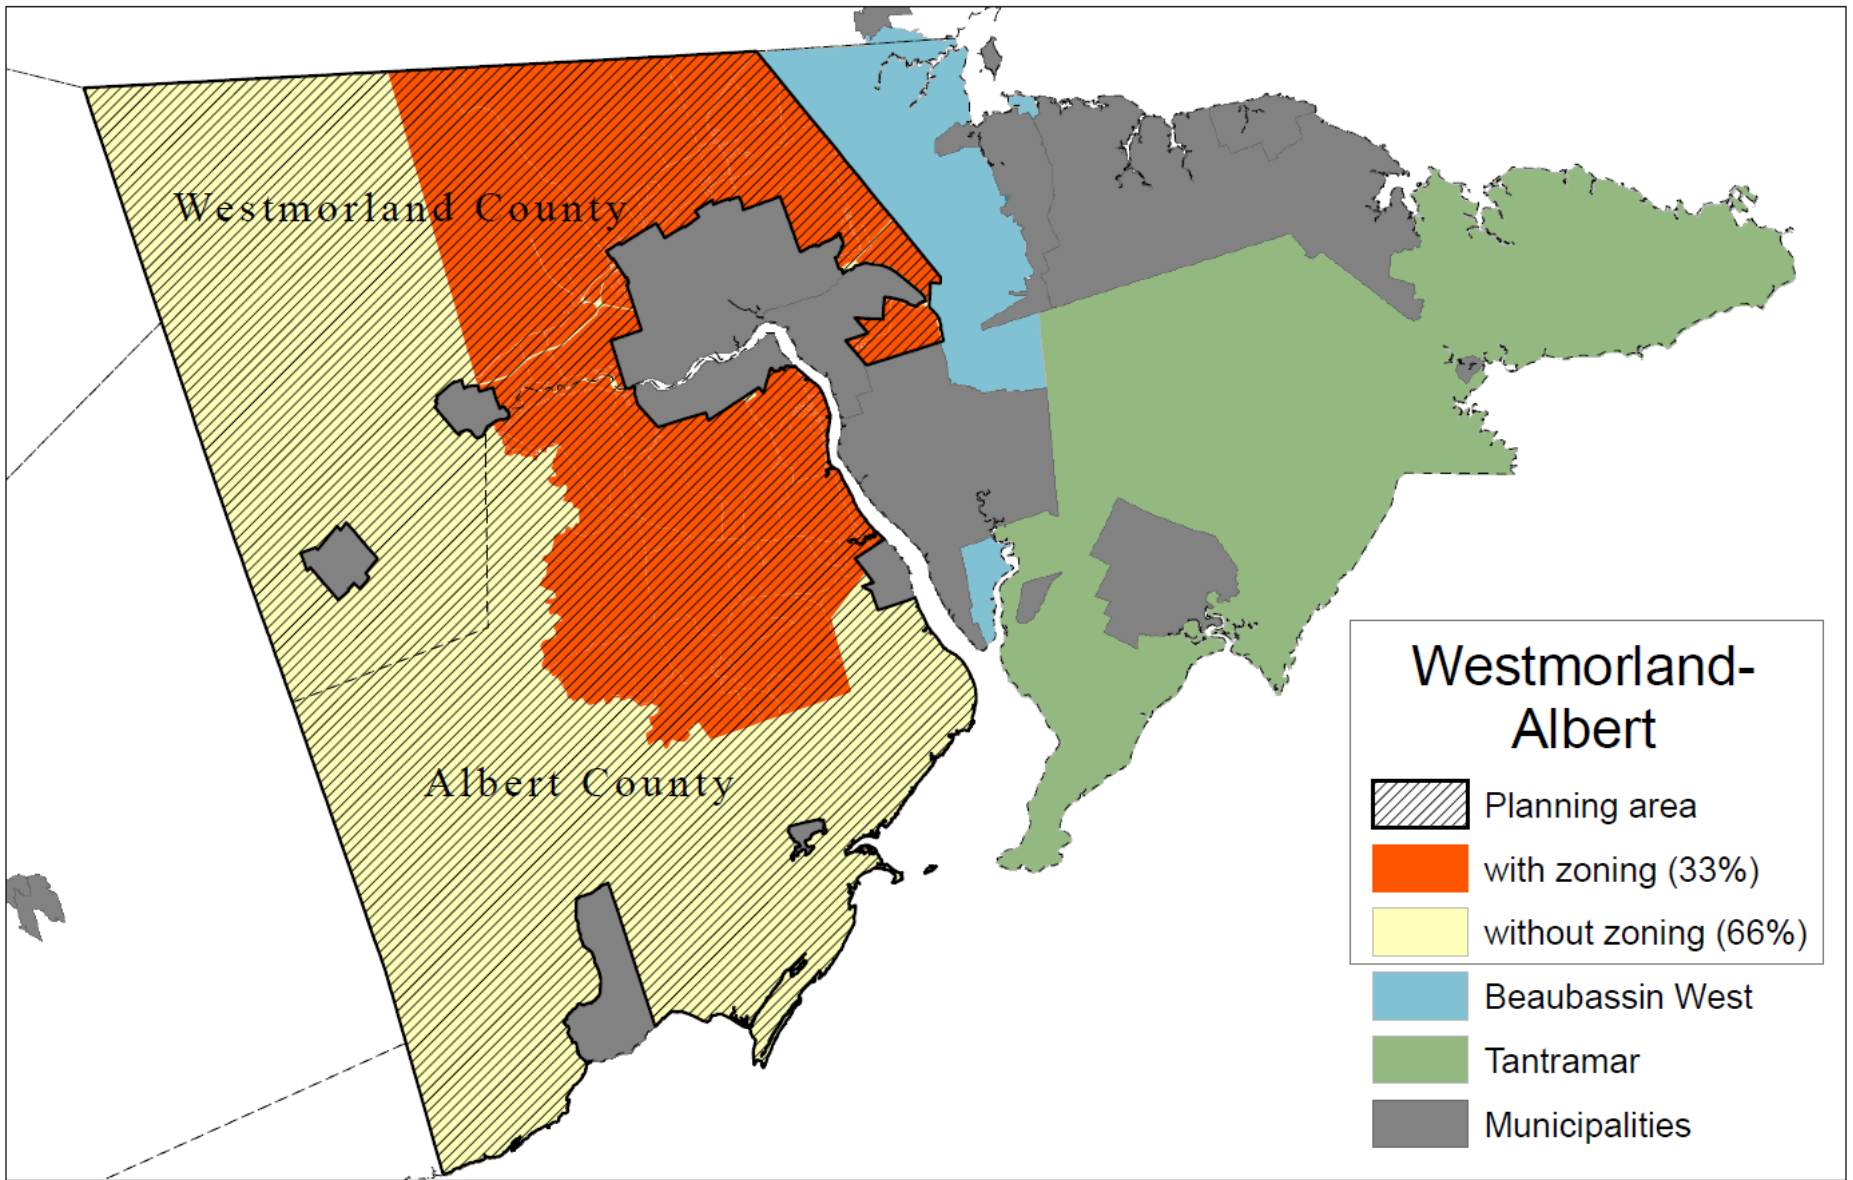 Westmorland County
Albert County
Westmorland-
Albert
Planning area
with zoning (33%)
without zoning (66%)
Beaubassin West
Tantramar
Municipalities